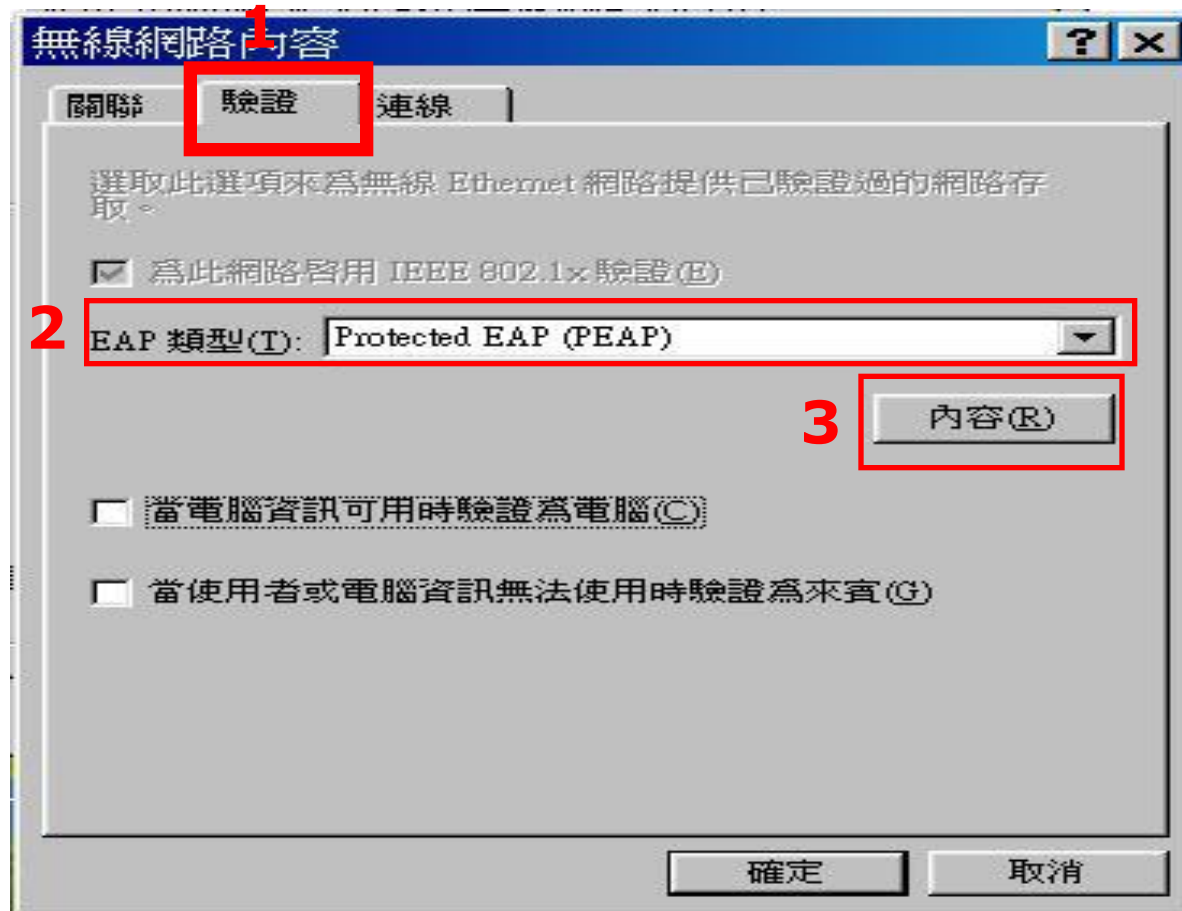 1
無線網路內容
關聯 驗證 連線
選取此選項來為無線 Ethernet 網路提供已驗證過的網路存
取。
為此網路啓用 IEEE 802.1x 驗證(E)
2
EAP 類型(T): Protected EAP (PEAP)
3
內容(R)
當電腦資訊可用時驗證為電腦(C)
當使用者或電腦資訊無法使用時驗證為來賓(G)
確定 取消